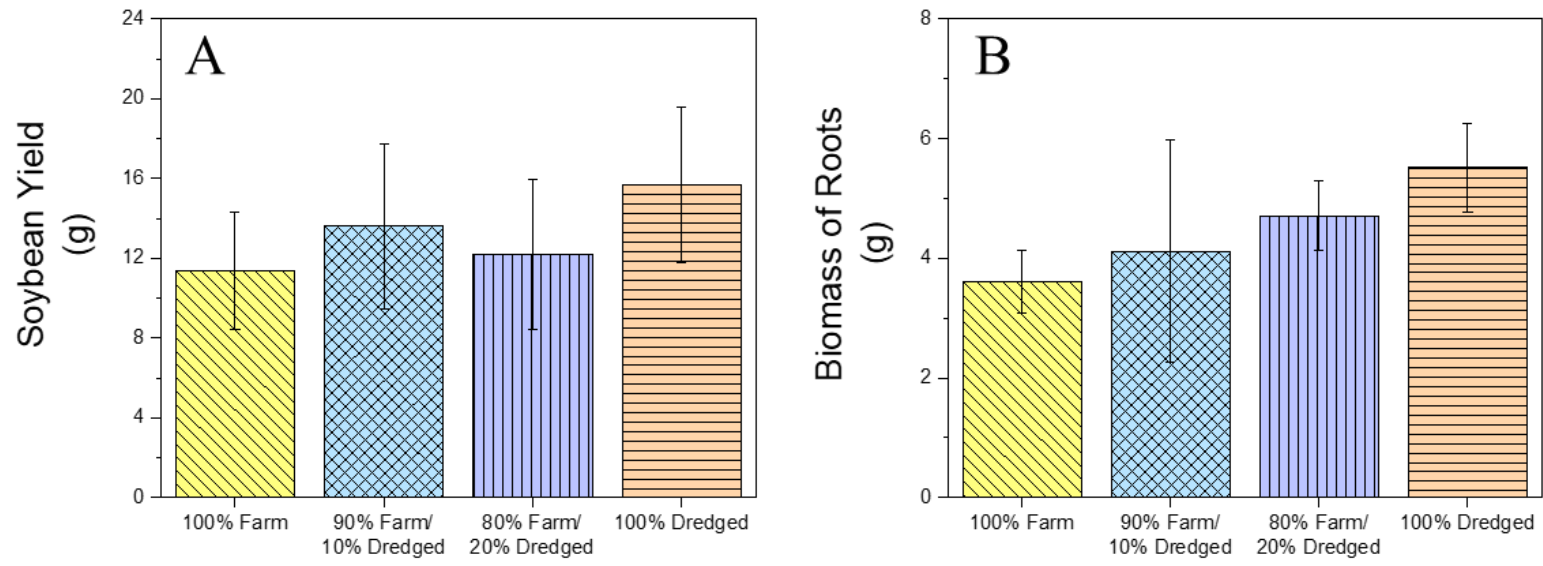 A
Soybean Yield
(g)
24
20
16
12
8
4
0
100% Farm
90% Farm/
10% Dredged
80% Farm/
20% Dredged
100% Dredged
B
Biomass of Roots
(g)
8
6
4
2
0
100% Farm
90% Farm/
10% Dredged
80% Farm/
20% Dredged
100% Dredged